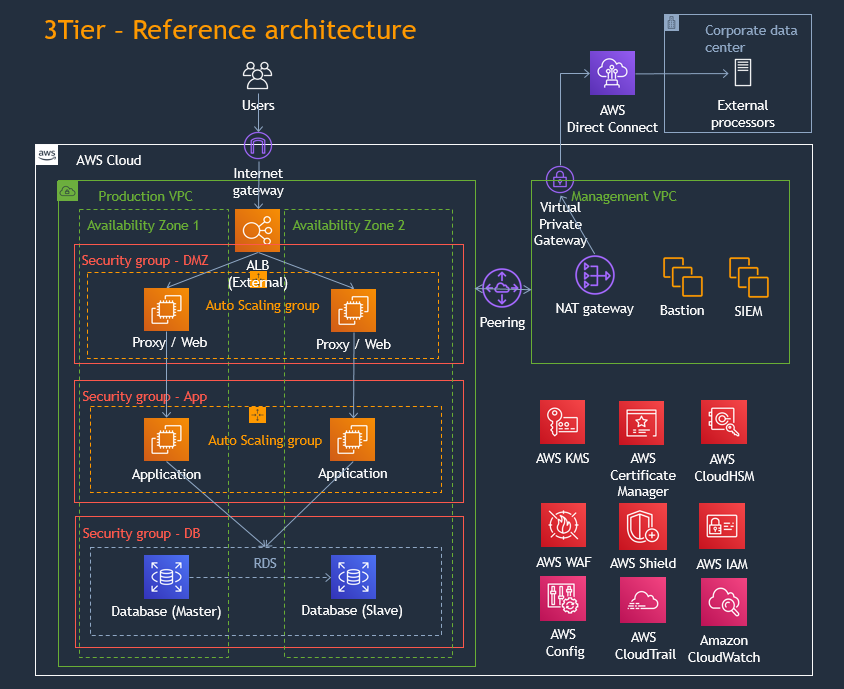 3Tier - Reference architecture
Users
Corporate data
center
External
processors
AWS
Direct Connect
aws
AWS Cloud
Internet
gateway
Production VPC
Availability Zone 1
Availability Zone 2
ALB
(External)
Security group - DMZ
Auto Scaling group
Proxy / Web
Proxy / Web
Security group - App
Auto Scaling group
Application
Application
Security group - DB
RDS
Database (Master)
Database (Slave)
Peering
Management VPC
Virtual
Private
Gateway
NAT gateway
Bastion
SIEM
AWS KMS
AWS
Certificate
Manager
AWS
CloudHSM
AWS WAF
AWS Shield
AWS IAM
AWS
Config
AWS
CloudTrail
Amazon
CloudWatch